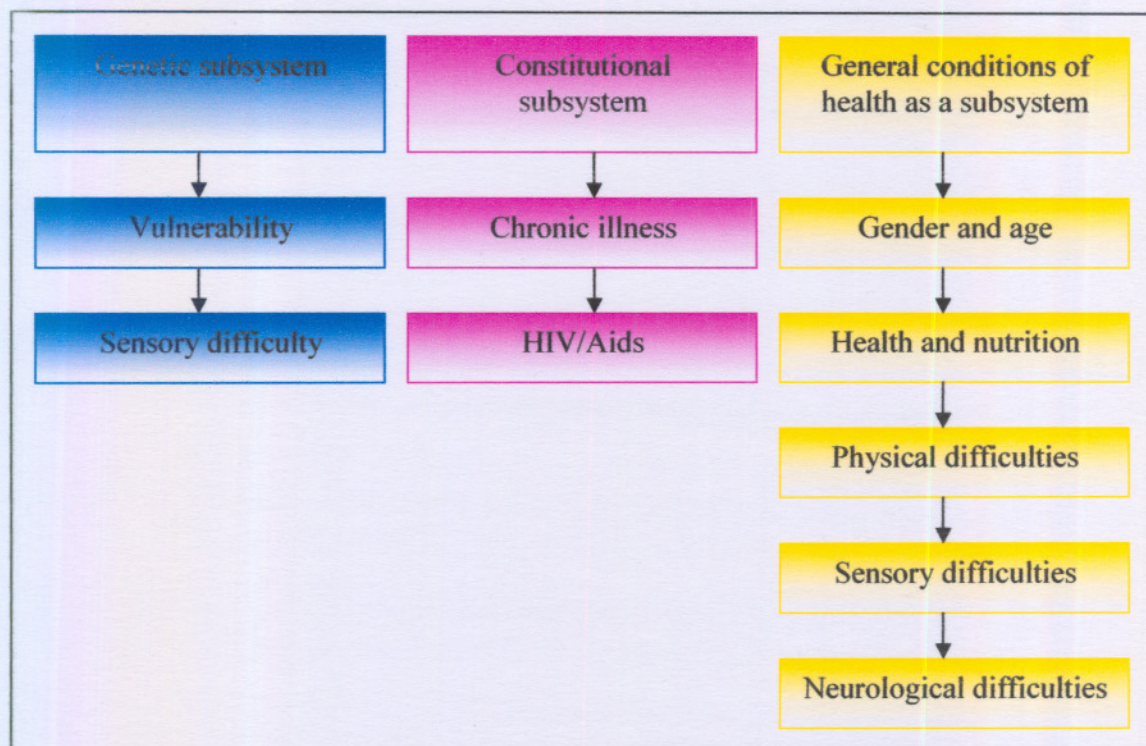 Genetic subsystem
Vulnerability
Sensory difficulty
Constitutional
subsystem
Chronic illness
HIV/Aids
General conditions of
health as a subsystem
Gender and age
Health and nutrition
Physical difficulties
Sensory difficulties
Neurological difficulties